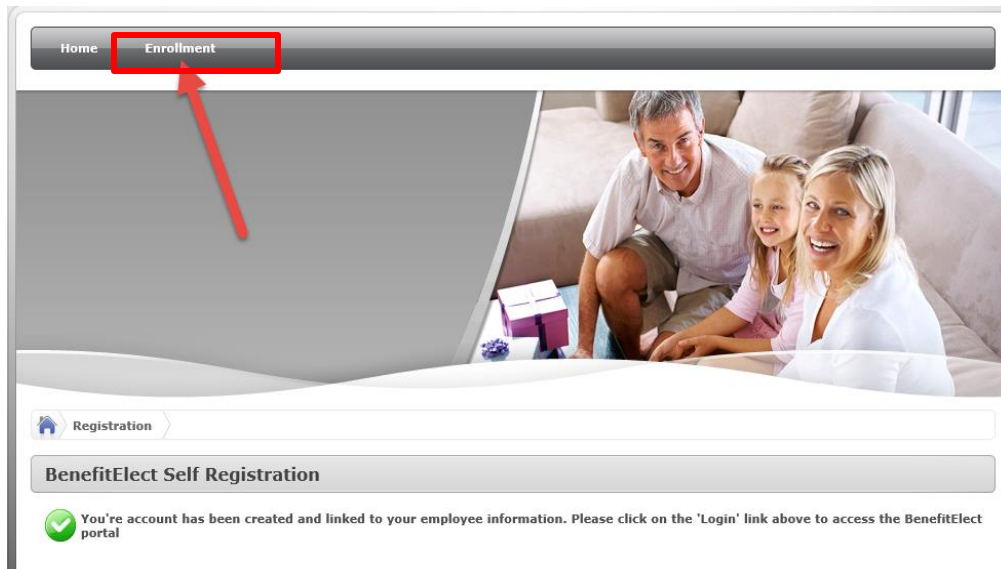 Home Enrollment
Registration
BenefitElect Self Registration
You're account has been created and linked to your employee information. Please click on the 'Login' link above to access the BenefitElect
portal